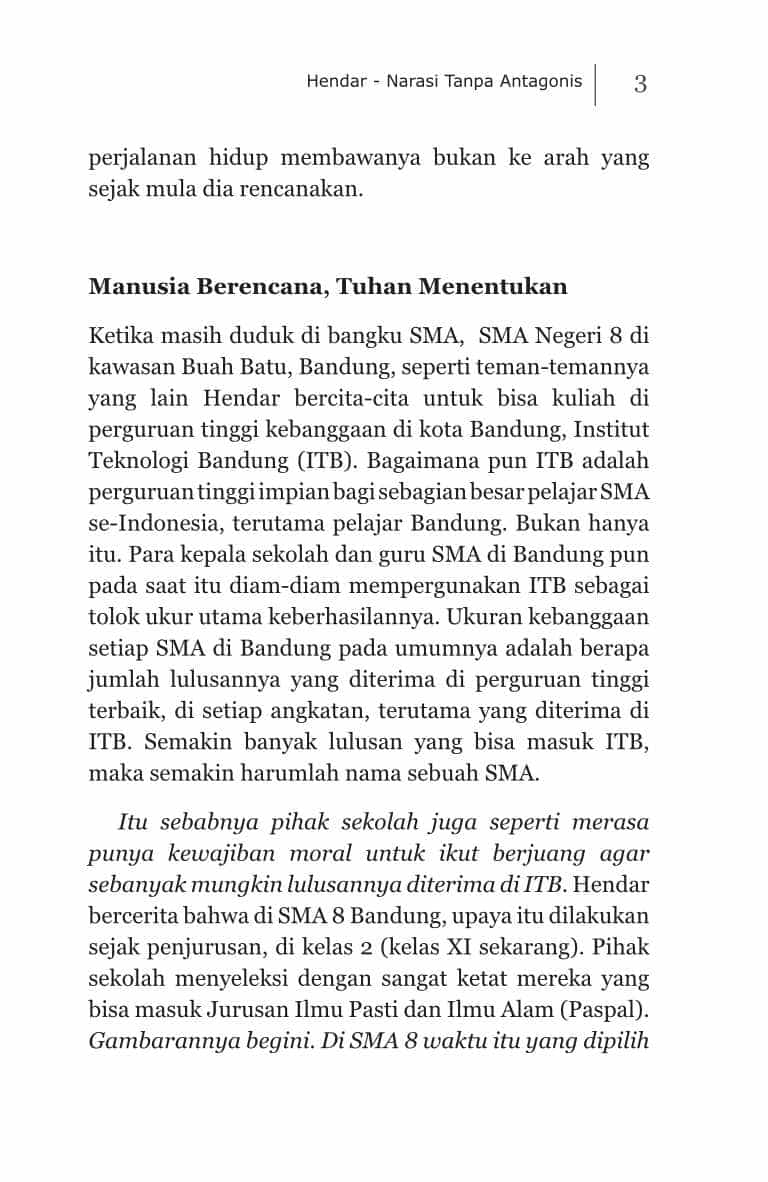 Hendar - Narasi Tanpa Antagonis 3
perjalanan hidup membawanya bukan ke arah yang
sejak mula dia rencanakan.
Manusia Berencana, Tuhan Menentukan
Ketika masih duduk di bangku SMA, SMA Negeri 8 di
kawasan Buah Batu, Bandung, seperti teman-temannya
yang lain Hendar bercita-cita untuk bisa kuliah di
perguruan tinggi kebanggaan di kota Bandung, Institut
Teknologi Bandung (ITB). Bagaimana pun ITB adalah
perguruan tinggi impian bagi sebagian besar pelajar SMA
se-Indonesia, terutama pelajar Bandung. Bukan hanya
itu. Para kepala sekolah dan guru SMA di Bandung pun
pada saat itu diam-diam mempergunakan ITB sebagai
tolok ukur utama keberhasilannya. Ukuran kebanggaan
setiap SMA di Bandung pada umumnya adalah berapa
jumlah lulusannya yang diterima di perguruan tinggi
terbaik, di setiap angkatan, terutama yang diterima di
ITB. Semakin banyak lulusan yang bisa masuk ITB,
maka semakin harumlah nama sebuah SMA.
Itu sebabnya pihak sekolah juga seperti merasa
punya kewajiban moral untuk ikut berjuang agar
sebanyak mungkin lulusannya diterima di ITB. Hendar
bercerita bahwa di SMA 8 Bandung, upaya itu dilakukan
sejak penjurusan, di kelas 2 (kelas XI sekarang). Pihak
sekolah menyeleksi dengan sangat ketat mereka yang
bisa masuk Jurusan Ilmu Pasti dan Ilmu Alam (Paspal).
Gambarannya begini. Di SMA 8 waktu itu yang dipilih